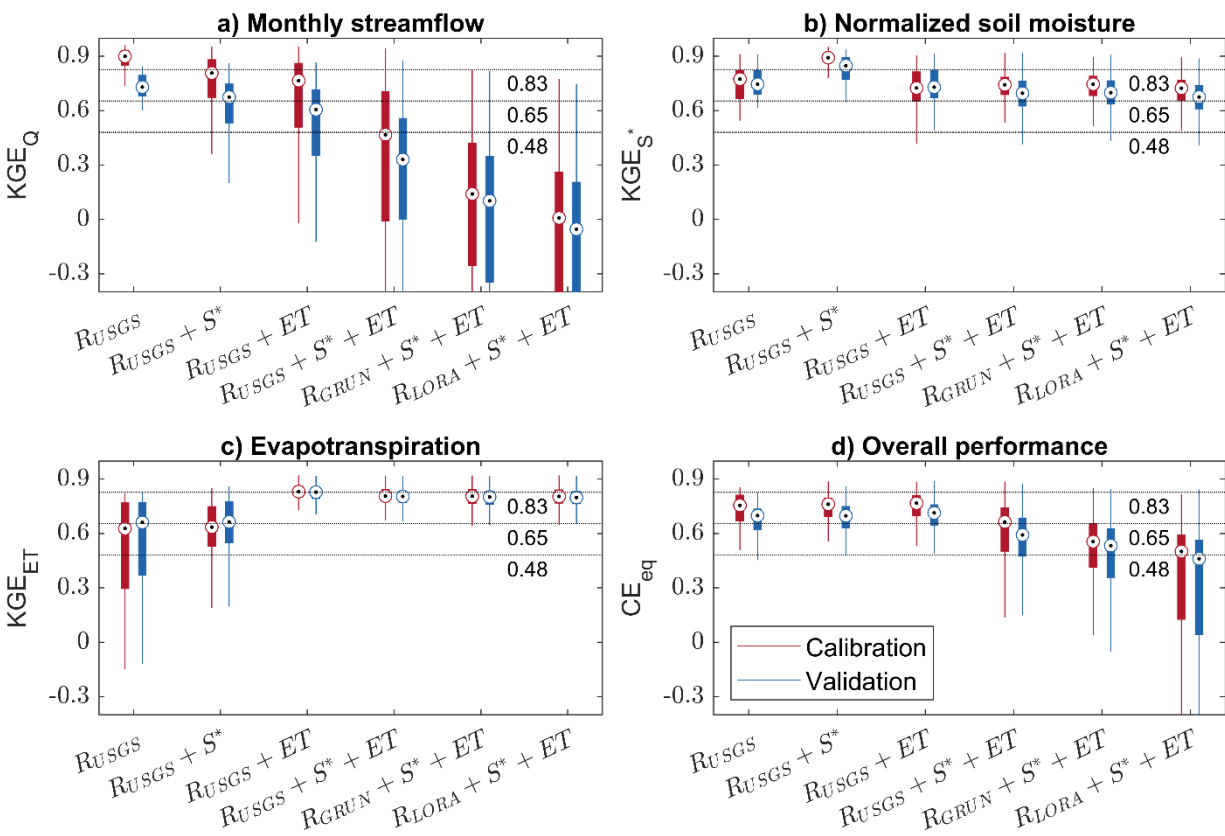 a) Monthly streamflow
b) Normalized soil moisture
0.9
0.6
0.3
0
-0.3
KGE_Q
0.83
0.65
0.48
R_USGS
R_USGS + S*
R_USGS + ET
R_USGS + S* + ET
R_GRUN + S* + ET
R_LORA + S* + ET
0.9
0.6
0.3
0
-0.3
KGE_S*
0.83
0.65
0.48
R_USGS
R_USGS + S*
R_USGS + ET
R_USGS + S* + ET
R_GRUN + S* + ET
R_LORA + S* + ET
c) Evapotranspiration
d) Overall performance
0.9
0.6
0.3
0
-0.3
KGE_ET
0.83
0.65
0.48
R_USGS
R_USGS + S*
R_USGS + ET
R_USGS + S* + ET
R_GRUN + S* + ET
R_LORA + S* + ET
0.9
0.6
0.3
0
-0.3
CE_eq
0.83
0.65
0.48
Calibration
Validation
R_USGS
R_USGS + S*
R_USGS + ET
R_USGS + S* + ET
R_GRUN + S* + ET
R_LORA + S* + ET